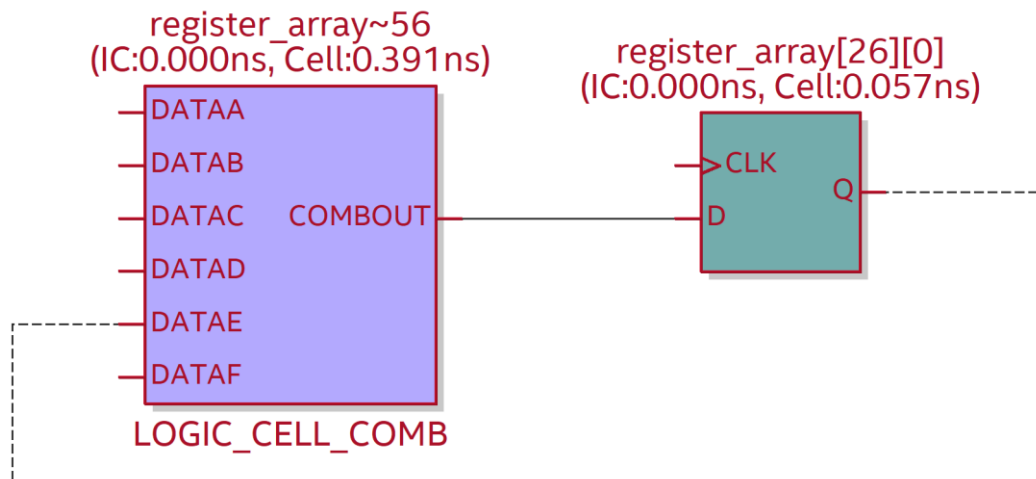 register_array~56
(IC:0.000ns, Cell:0.391ns)
DATAA
DATAB
DATAC
DATAD
DATAE
DATAF
COMBOUT
LOGIC_CELL_COMB
register_array[26][0]
(IC:0.000ns, Cell:0.057ns)
CLK
D
Q